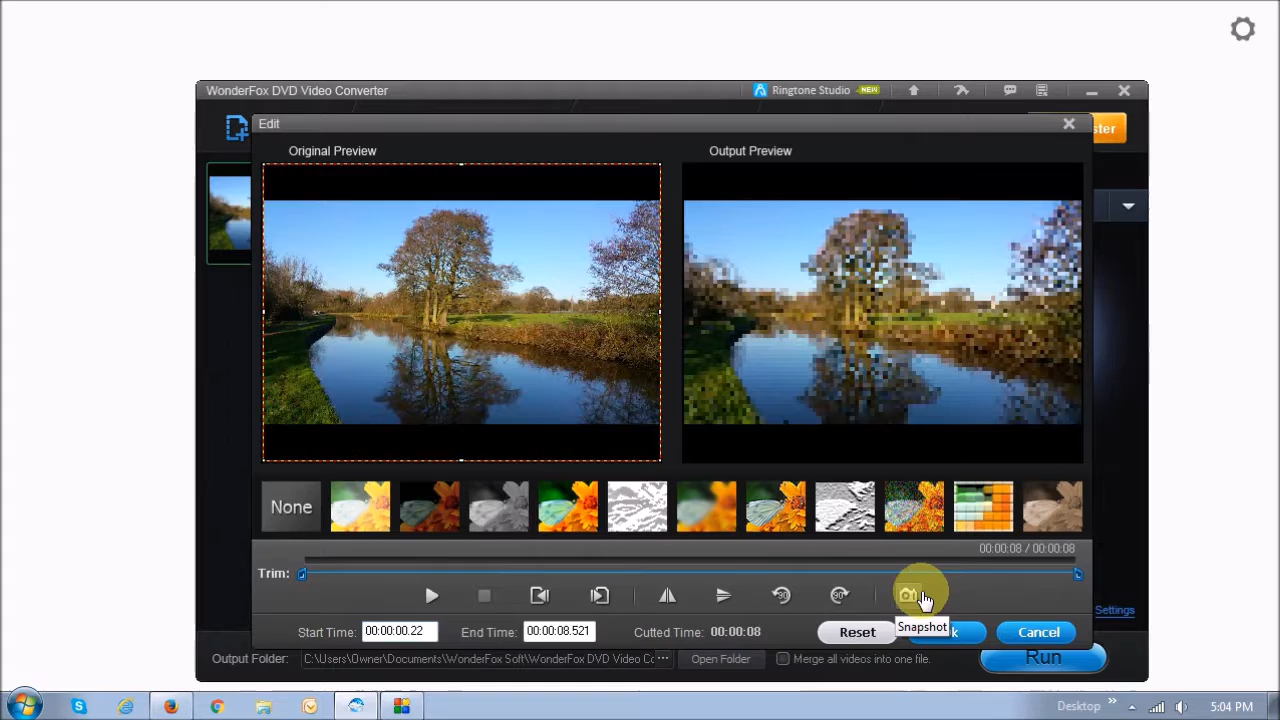 WonderFox DVD Video Converter
Ringtone Studio NEW
Edit
ster
Original Preview
Output Preview
None
00:00:08 / 00:00:08
Trim:
90
90
Start Time: 00:00:00.22
End Time: 00:00:08.521
Cutted Time: 00:00:08
Reset
k
Cancel
Snapshot
Settings
Output Folder: C:\Users\Owner\Documents\WonderFox Soft\WonderFox DVD Video Cc ...
Open Folder
Merge all videos into one file.
Run
Desktop
5:04 PM